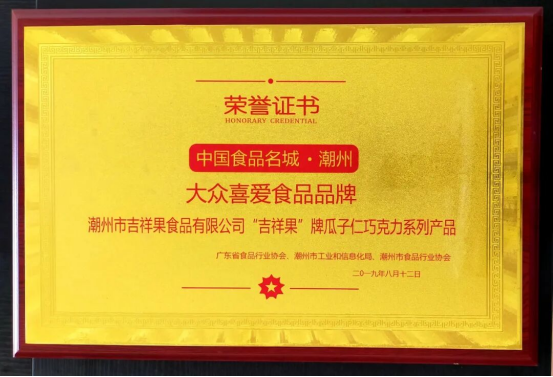 荣誉证书
HONORARY CREDENTIAL
中国食品名城·潮州
大众喜爱食品品牌
潮州市吉祥果食品有限公司“吉祥果”牌瓜子仁巧克力系列产品
广东省食品行业协会、潮州市工业和信息化局、潮州市食品行业协会
二0一九年八月十二日